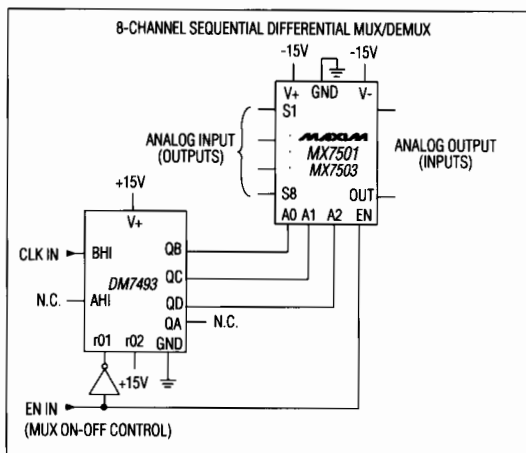 8-CHANNEL SEQUENTIAL DIFFERENTIAL MUX/DEMUX
-15V
-15V
V+
GND
V-
S1
ANALOG INPUT
(OUTPUTS)
MAXIM
MX7501
MX7503
ANALOG OUTPUT
(INPUTS)
S8
OUT
A0 A1 A2 EN
+15V
V+
CLK IN
BHI
QB
QC
DM7493
N.C.
AHI
QD
QA
N.C.
r01
r02
GND
+15V
EN IN
(MUX ON-OFF CONTROL)